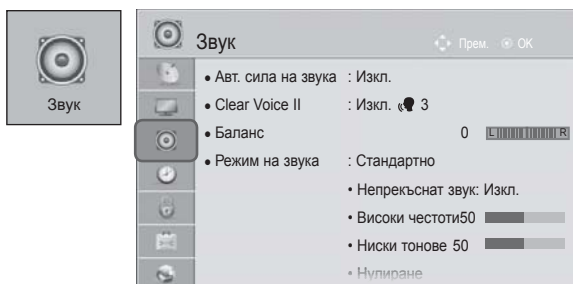 Звук
Звук
Прем. OK
• Авт. сила на звука : Изкл.
• Clear Voice II : Изкл. 3
• Баланс 0 L R
• Режим на звука : Стандартно
• Непрекъснат звук: Изкл.
• Високи честоти50
• Ниски тонове 50
• Нулиране